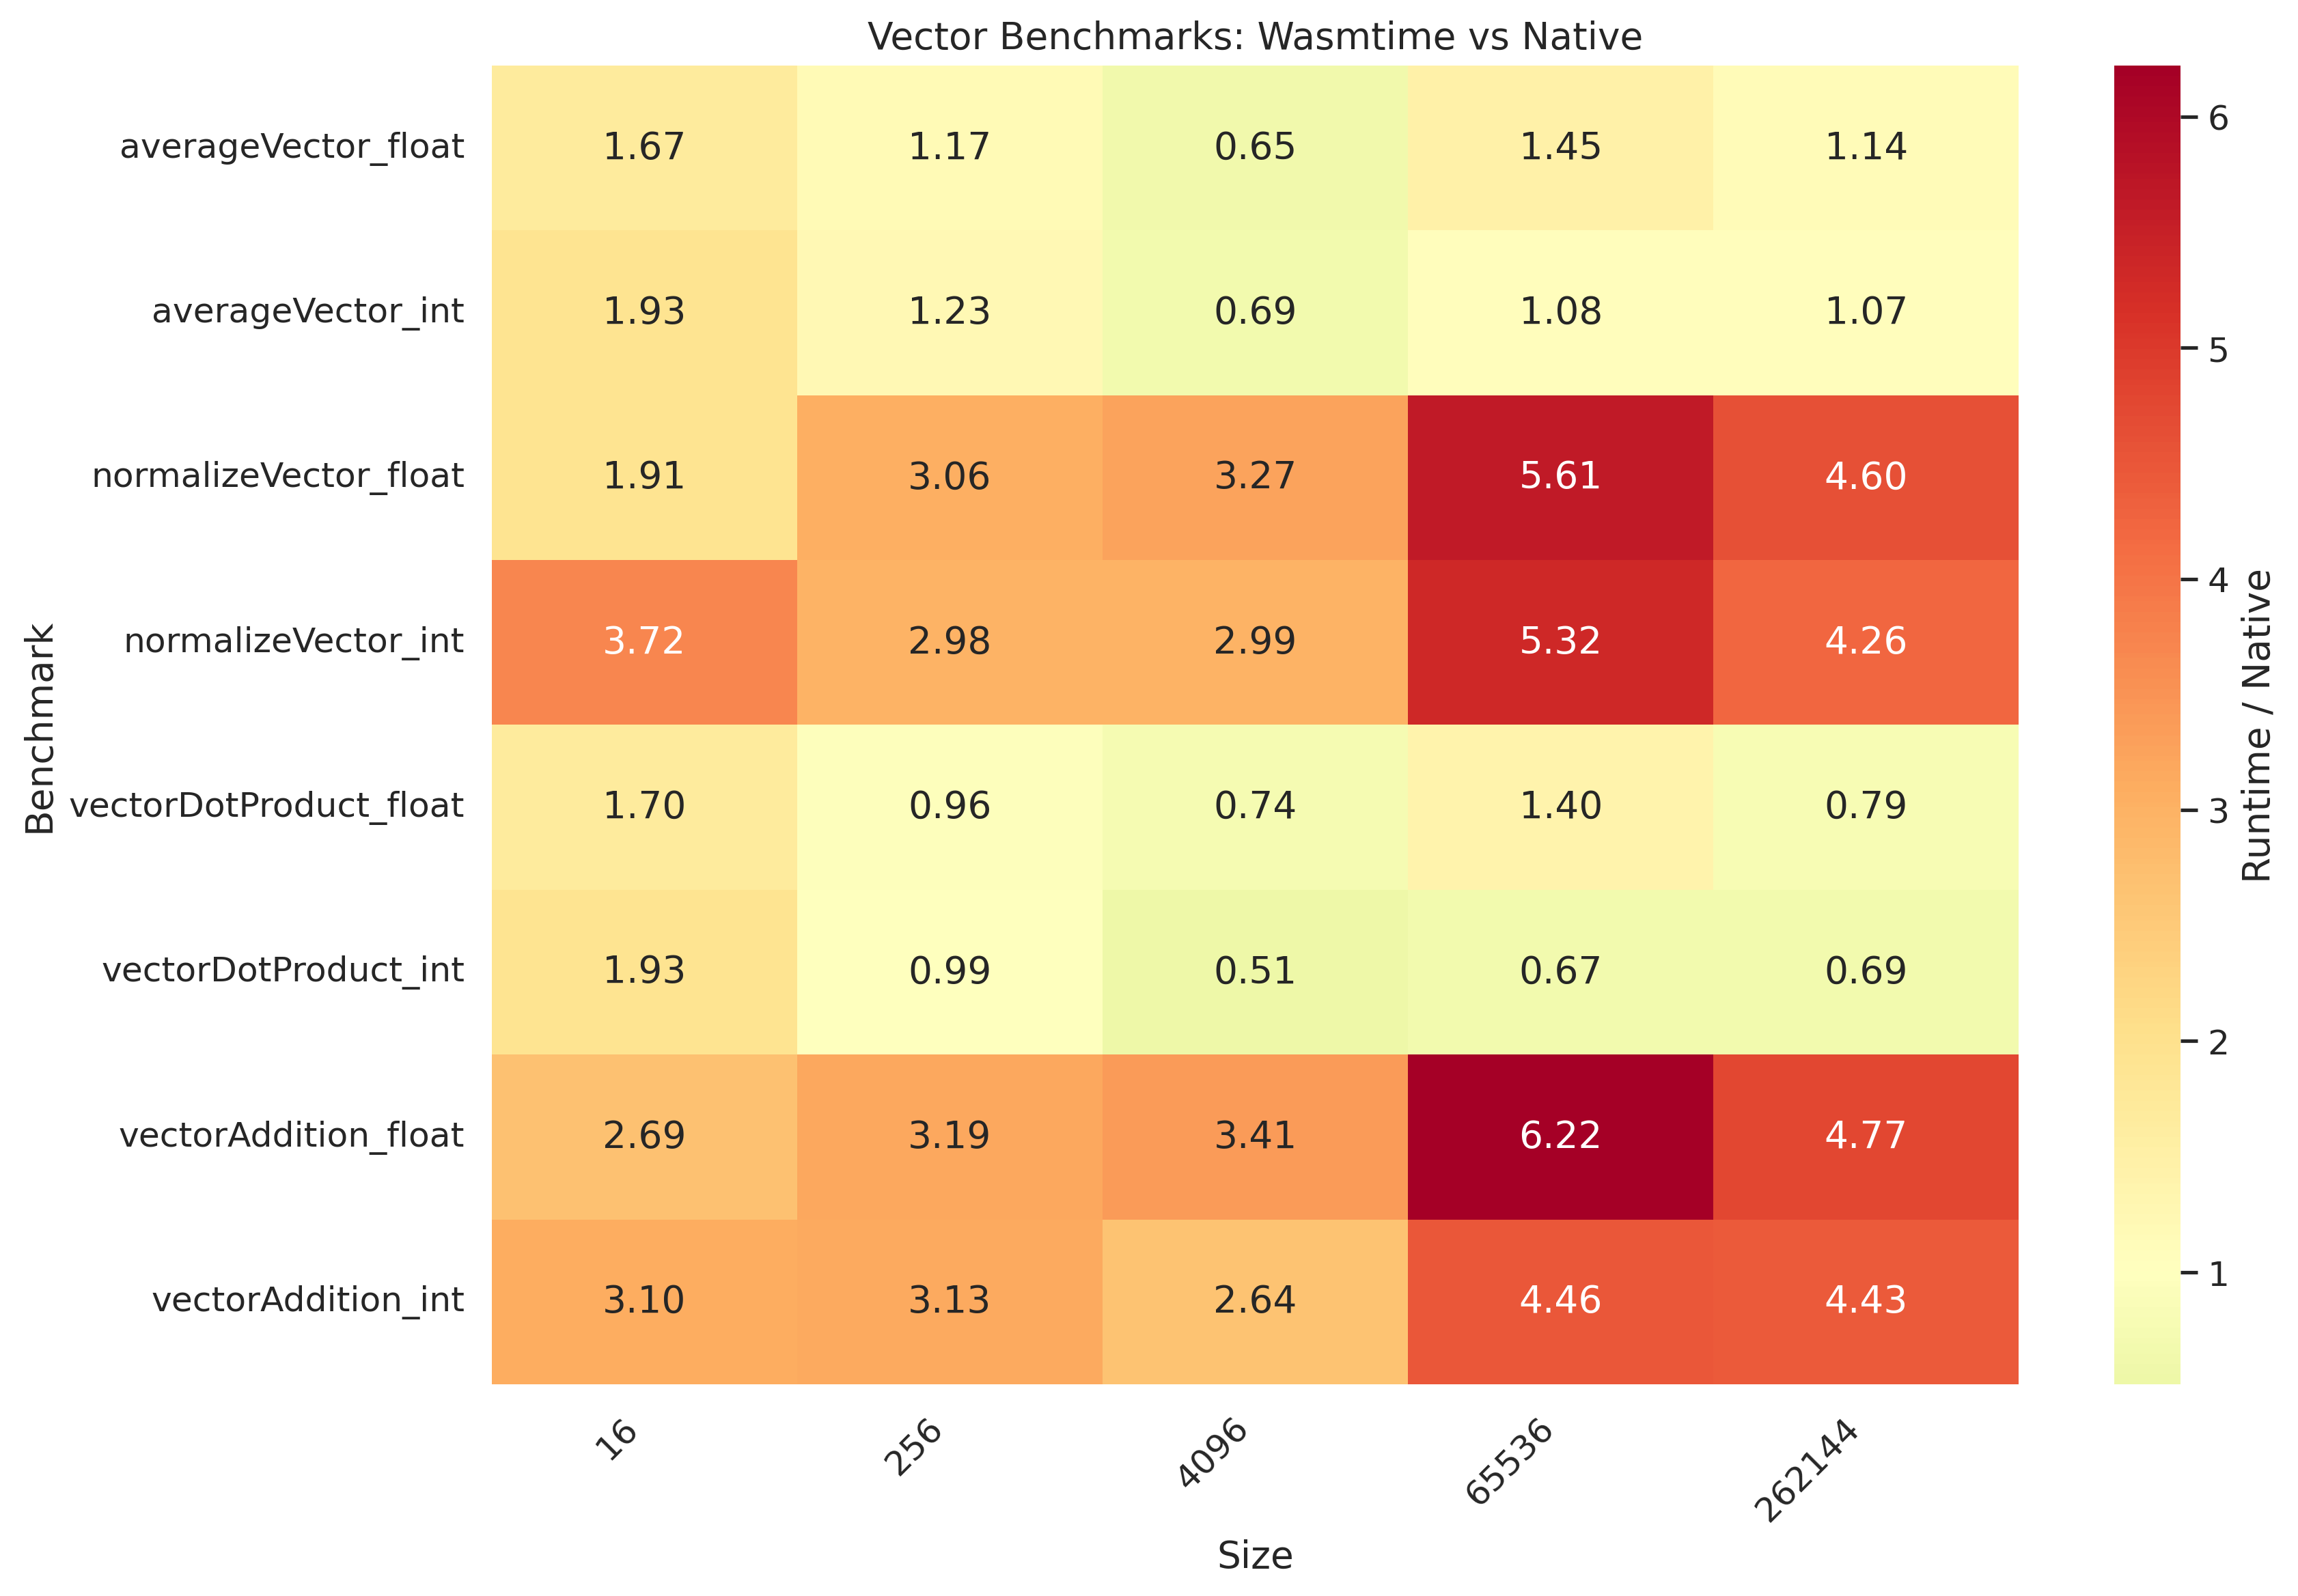 Vector Benchmarks: Wasmtime vs Native
averageVector_float 1.67 1.17 0.65 1.45 1.14
averageVector_int 1.93 1.23 0.69 1.08 1.07
normalizeVector_float 1.91 3.06 3.27 5.61 4.60
normalizeVector_int 3.72 2.98 2.99 5.32 4.26
vectorDotProduct_float 1.70 0.96 0.74 1.40 0.79
vectorDotProduct_int 1.93 0.99 0.51 0.67 0.69
vectorAddition_float 2.69 3.19 3.41 6.22 4.77
vectorAddition_int 3.10 3.13 2.64 4.46 4.43
16 256 4096 65536 262144
Size
Benchmark
6
5
4
3
2
1
Runtime / Native